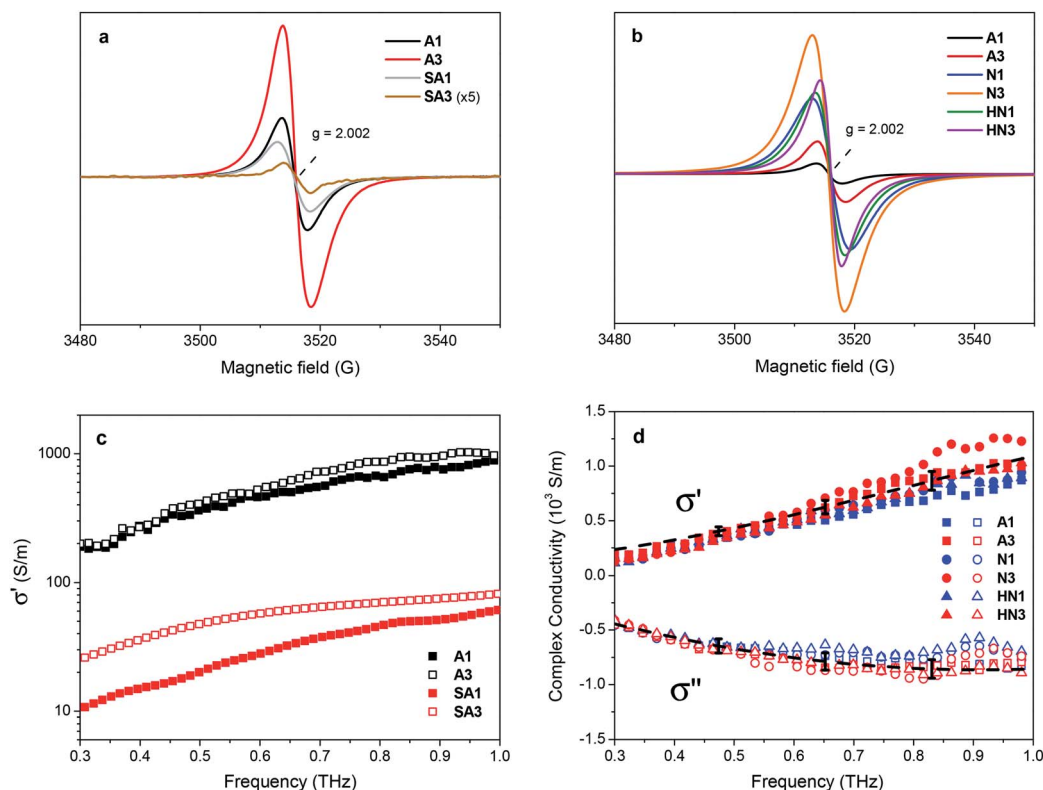 a
A1
A3
SA1
SA3 (x5)
g = 2.002
3480
3500
3520
3540
Magnetic field (G)
b
A1
A3
N1
N3
HN1
HN3
g = 2.002
3480
3500
3520
3540
Magnetic field (G)
c
1000
100
10
σ' (S/m)
A1
A3
SA1
SA3
0.3
0.4
0.5
0.6
0.7
0.8
0.9
1.0
Frequency (THz)
d
1.5
1.0
0.5
0.0
-0.5
-1.0
-1.5
Complex Conductivity (10³ S/m)
σ'
σ"
A1
A3
N1
N3
HN1
HN3
0.3
0.4
0.5
0.6
0.7
0.8
0.9
1.0
Frequency (THz)